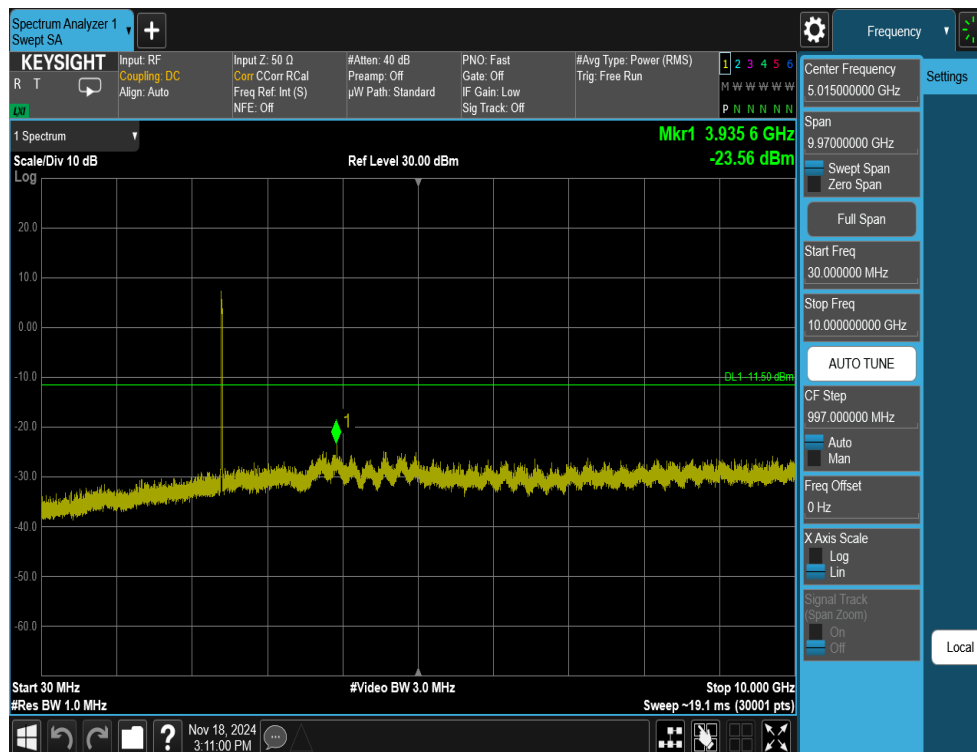 Spectrum Analyzer 1
Swept SA
+
Frequency
KEYSIGHT
R T
LXI
Input: RF
Coupling: DC
Align: Auto
Input Z: 50 Ω
Corr CCorr RCal
Freq Ref: Int (S)
NFE: Off
#Atten: 40 dB
Preamp: Off
µW Path: Standard
PNO: Fast
Gate: Off
IF Gain: Low
Sig Track: Off
#Avg Type: Power (RMS)
Trig: Free Run
1 2 3 4 5 6
M W W W W W
P N N N N N
1 Spectrum
Scale/Div 10 dB
Log
Ref Level 30.00 dBm
Mkr1 3.935 6 GHz
-23.56 dBm
20.0
10.0
0.00
-10.0
DL1 -11.50 dBm
-20.0
1
-30.0
-40.0
-50.0
-60.0
Start 30 MHz
#Video BW 3.0 MHz
Stop 10.000 GHz
#Res BW 1.0 MHz
Sweep ~19.1 ms (30001 pts)
Center Frequency
5.015000000 GHz
Settings
Span
9.97000000 GHz
Swept Span
Zero Span
Full Span
Start Freq
30.000000 MHz
Stop Freq
10.000000000 GHz
AUTO TUNE
CF Step
997.000000 MHz
Auto
Man
Freq Offset
0 Hz
X Axis Scale
Log
Lin
Signal Track
(Span Zoom)
On
Off
Local
?
Nov 18, 2024
3:11:00 PM